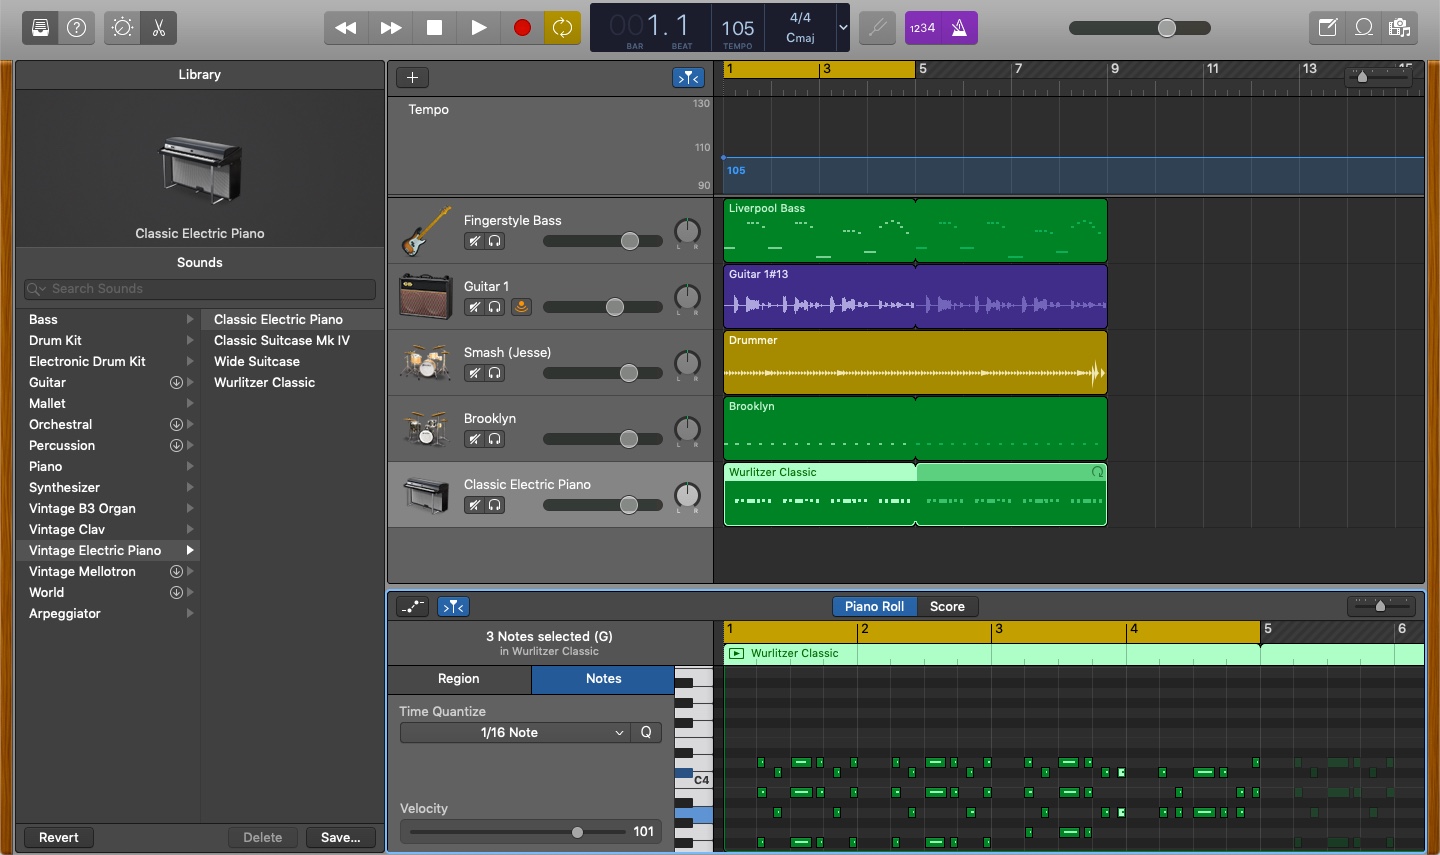 001.1
BAR BEAT
105
TEMPO
4/4
Cmaj
1234
Library
Classic Electric Piano
Sounds
Search Sounds
Bass
Drum Kit
Electronic Drum Kit
Guitar
Mallet
Orchestral
Percussion
Piano
Synthesizer
Vintage B3 Organ
Vintage Clav
Vintage Electric Piano
Vintage Mellotron
World
Arpeggiator
Classic Electric Piano
Classic Suitcase Mk IV
Wide Suitcase
Wurlitzer Classic
Revert
Delete
Save...
1 3 5 7 9 11 13 15
Tempo
130
110
90
105
Fingerstyle Bass
L R
Liverpool Bass
Guitar 1
L R
Guitar 1#13
Smash (Jesse)
L R
Drummer
Brooklyn
L R
Brooklyn
Classic Electric Piano
L R
Wurlitzer Classic
Piano Roll
Score
3 Notes selected (G)
in Wurlitzer Classic
1 2 3 4 5 6
Wurlitzer Classic
Region
Notes
Time Quantize
1/16 Note
Q
C4
Velocity
101